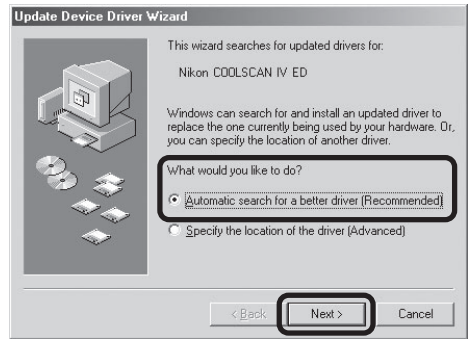 Update Device Driver Wizard
This wizard searches for updated drivers for:
Nikon COOLSCAN IV ED
Windows can search for and install an updated driver to
replace the one currently being used by your hardware. Or,
you can specify the location of another driver.
What would you like to do?
Automatic search for a better driver (Recommended)
Specify the location of the driver (Advanced)
< Back
Next >
Cancel